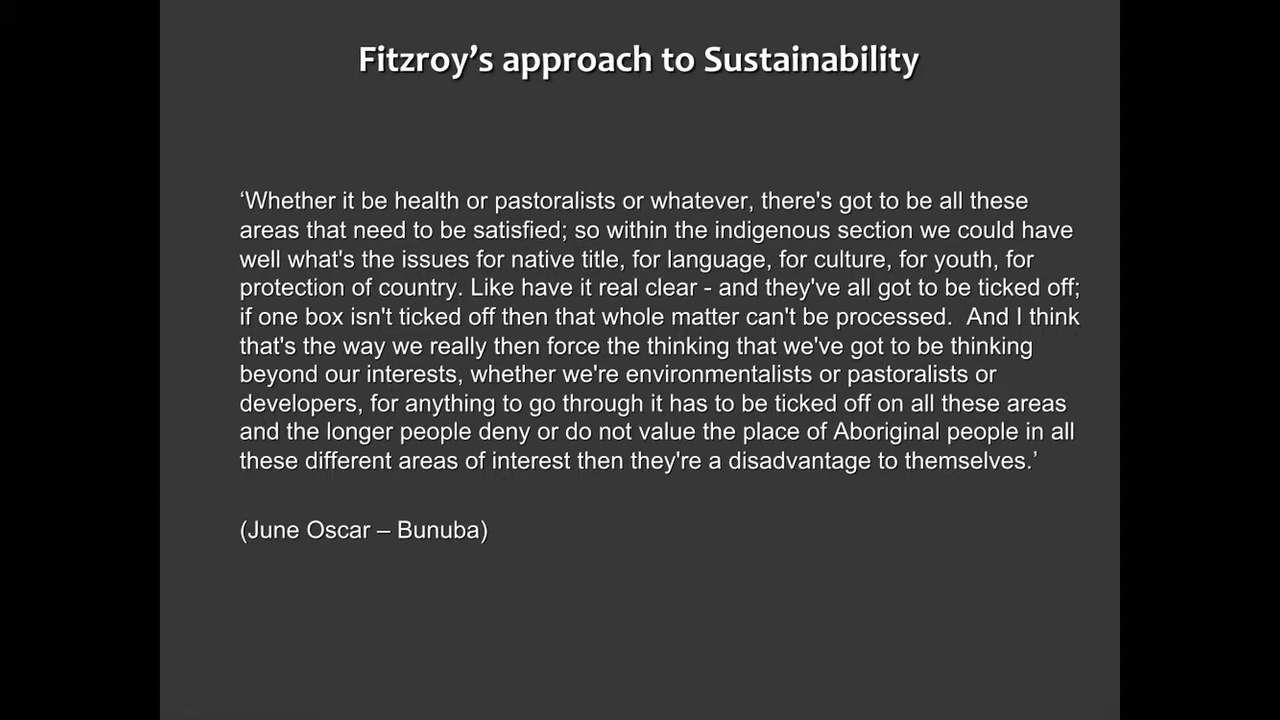 Fitzroy’s approach to Sustainability
‘Whether it be health or pastoralists or whatever, there's got to be all these
areas that need to be satisfied; so within the indigenous section we could have
well what's the issues for native title, for language, for culture, for youth, for
protection of country. Like have it real clear - and they've all got to be ticked off;
if one box isn't ticked off then that whole matter can't be processed.  And I think
that's the way we really then force the thinking that we've got to be thinking
beyond our interests, whether we're environmentalists or pastoralists or
developers, for anything to go through it has to be ticked off on all these areas
and the longer people deny or do not value the place of Aboriginal people in all
these different areas of interest then they're a disadvantage to themselves.’
(June Oscar – Bunuba)